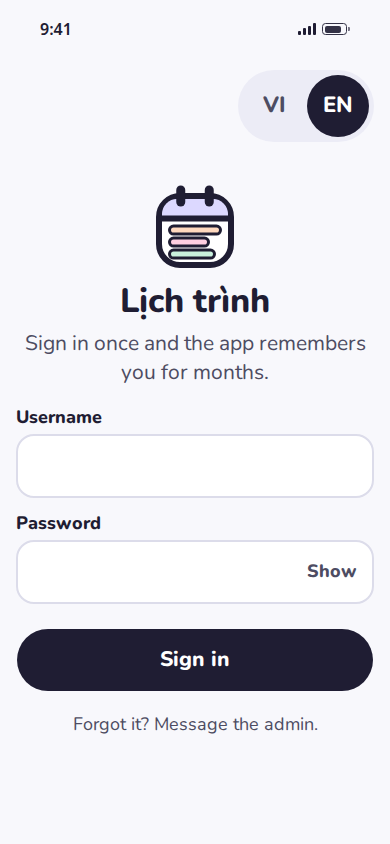 9:41
VI
EN
Lịch trình
Sign in once and the app remembers
you for months.
Username
Password
Show
Sign in
Forgot it? Message the admin.